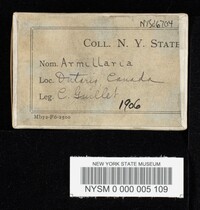 NYSf6704
COLL. N. Y. STATE
Nom. Armillaria
Loc. Ontario Canada
Leg. C. Guillet
1906
NEW YORK STATE MUSEUM
NYSM 0 000 005 109